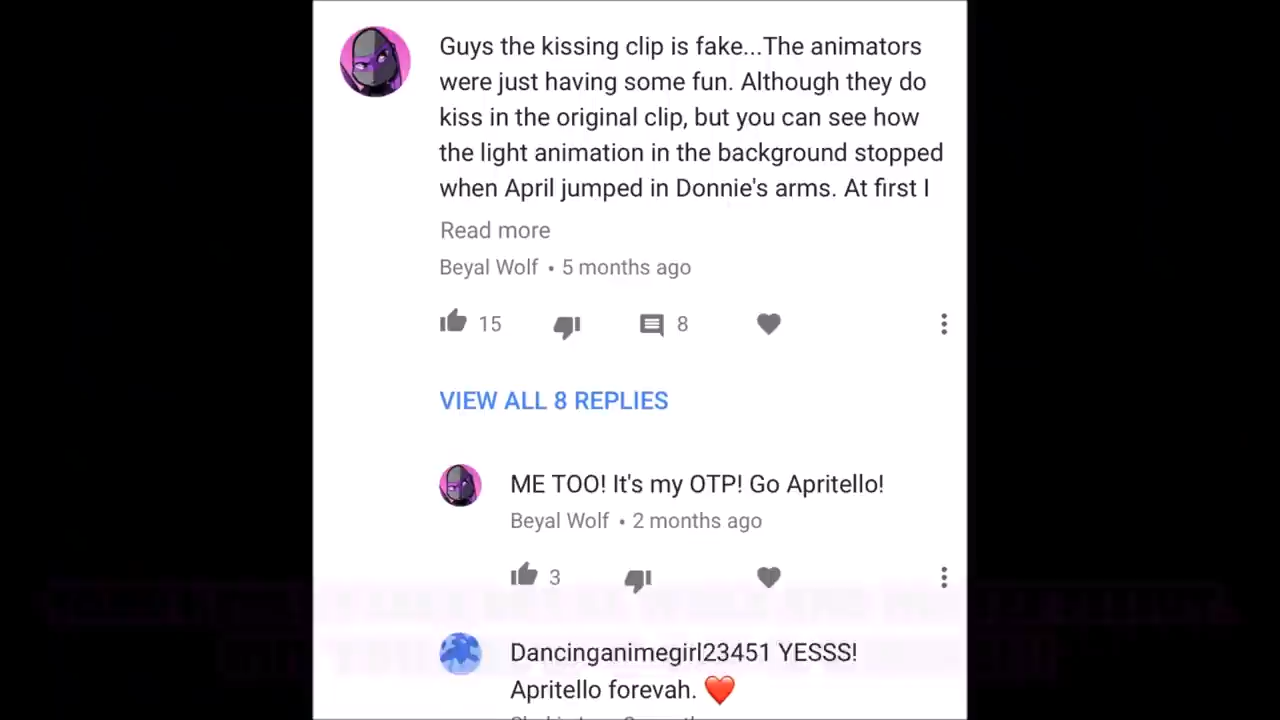 Guys the kissing clip is fake...The animators
were just having some fun. Although they do
kiss in the original clip, but you can see how
the light animation in the background stopped
when April jumped in Donnie's arms. At first I
Read more
Beyal Wolf • 5 months ago
15
8
VIEW ALL 8 REPLIES
ME TOO! It's my OTP! Go Apritello!
Beyal Wolf • 2 months ago
3
Dancinganimegirl23451 YESSS!
Apritello forevah. ❤️